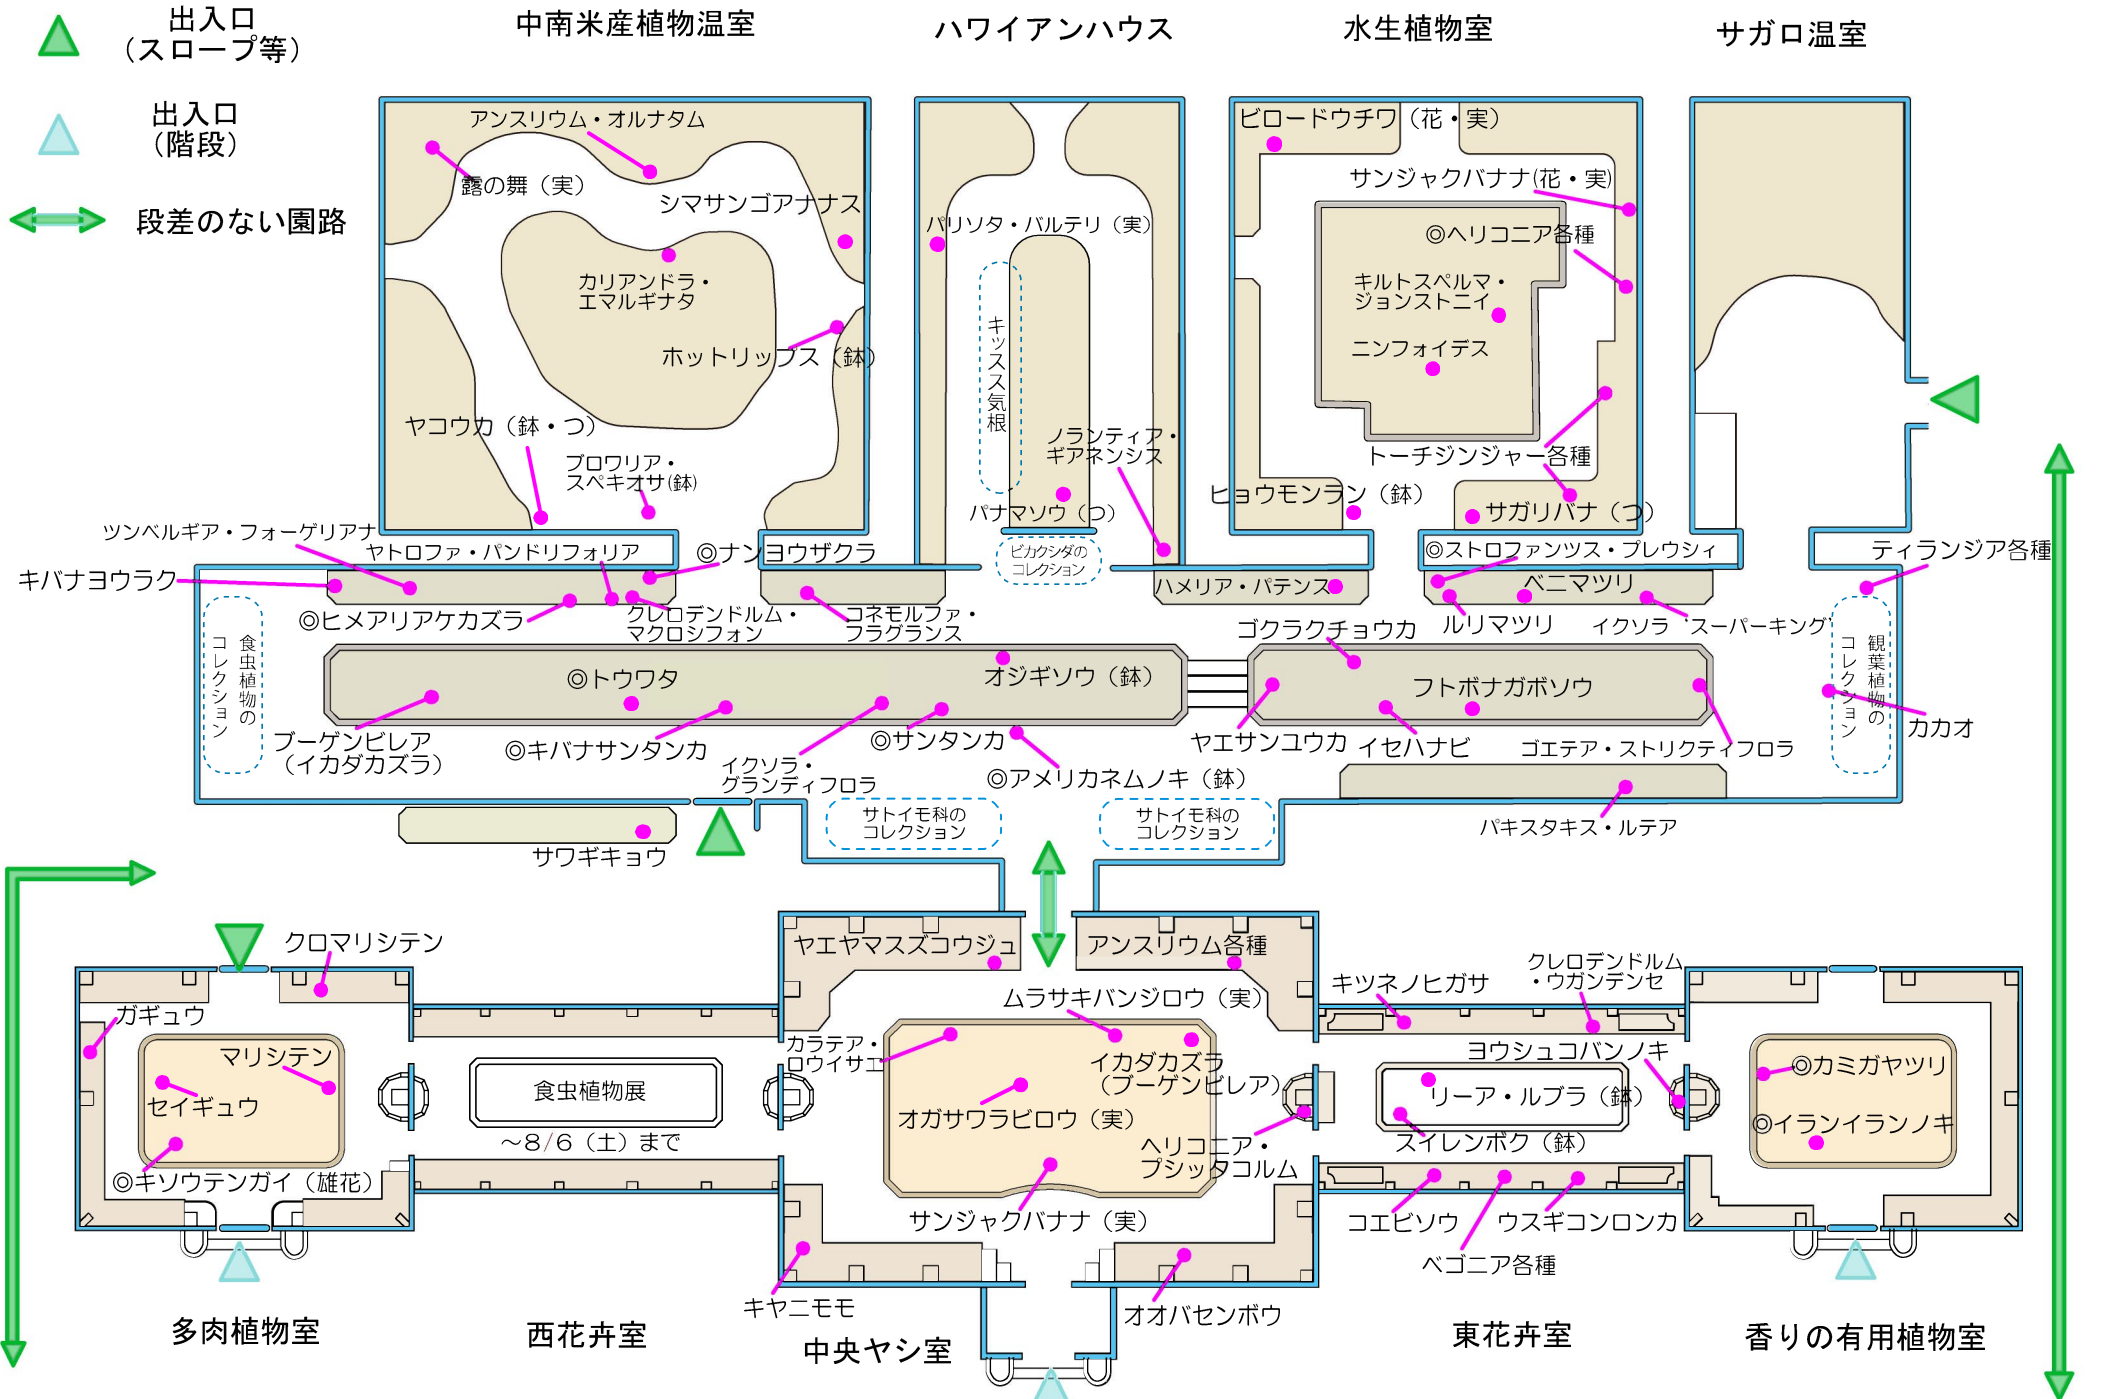 出入口
（スロープ等）
出入口
（階段）
段差のない園路
中南米産植物温室
ハワイアンハウス
水生植物室
サガロ温室
アンスリウム・オルナタム
露の舞（実）
シマサンゴアナナス
カリアンドラ・
エマルギナタ
ホットリップス（鉢）
ヤコウカ（鉢・つ）
ブロワリア・
スペキオサ（鉢）
パリソタ・バルテリ（実）
キッスス気根
ノランティア・
ギアネンシス
パナマソウ（つ）
ビロードウチワ（花・実）
サンジャクバナナ（花・実）
◎ヘリコニア各種
キルトスペルマ・
ジョンストニイ
ニンフォイデス
トーチジンジャー各種
ヒョウモンラン（鉢）
サガリバナ（つ）
ツンベルギア・フォーゲリアナ
ヤトロファ・パンドリフォリア
◎ナンヨウザクラ
キバナヨウラク
◎ヒメアリアケカズラ
クレロデンドルム・
マクロシフォン
コネモルファ・
フラグランス
ビカクシダの
コレクション
ハメリア・パテンス
◎ストロファンツス・プレウシィ
ベニマツリ
ルリマツリ
イクソラ ‘スーパーキング’
ティランジア各種
食虫植物の
コレクション
◎トウワタ
オジギソウ（鉢）
ゴクラクチョウカ
フトボナガボソウ
観葉植物の
コレクション
カカオ
ブーゲンビレア
（イカダカズラ）
◎キバナサンタンカ
イクソラ・
グランディフロラ
◎サンタンカ
◎アメリカネムノキ（鉢）
ヤエサンユウカ
イセハナビ
ゴエテア・ストリクティフロラ
パキスタキス・ルテア
サトイモ科の
コレクション
サトイモ科の
コレクション
サワギキョウ
クロマリシテン
ガギュウ
マリシテン
セイギュウ
◎キソウテンガイ（雄花）
食虫植物展
～8/6（土）まで
ヤエヤマスズコウジュ
アンスリウム各種
ムラサキバンジロウ（実）
カラテア・
ロウイサエ
イカダカズラ
（ブーゲンビレア）
オガサワラビロウ（実）
ヘリコニア・
プシッタコルム
サンジャクバナナ（実）
キヤニモモ
オオバセンボウ
キツネノヒガサ
クレロデンドルム
・ウガンデンセ
ヨウシュコバンノキ
リーア・ルブラ（鉢）
スイレンボク（鉢）
コエビソウ
ベゴニア各種
ウスギコンロンカ
◎カミガヤツリ
◎イランイランノキ
多肉植物室
西花卉室
中央ヤシ室
東花卉室
香りの有用植物室